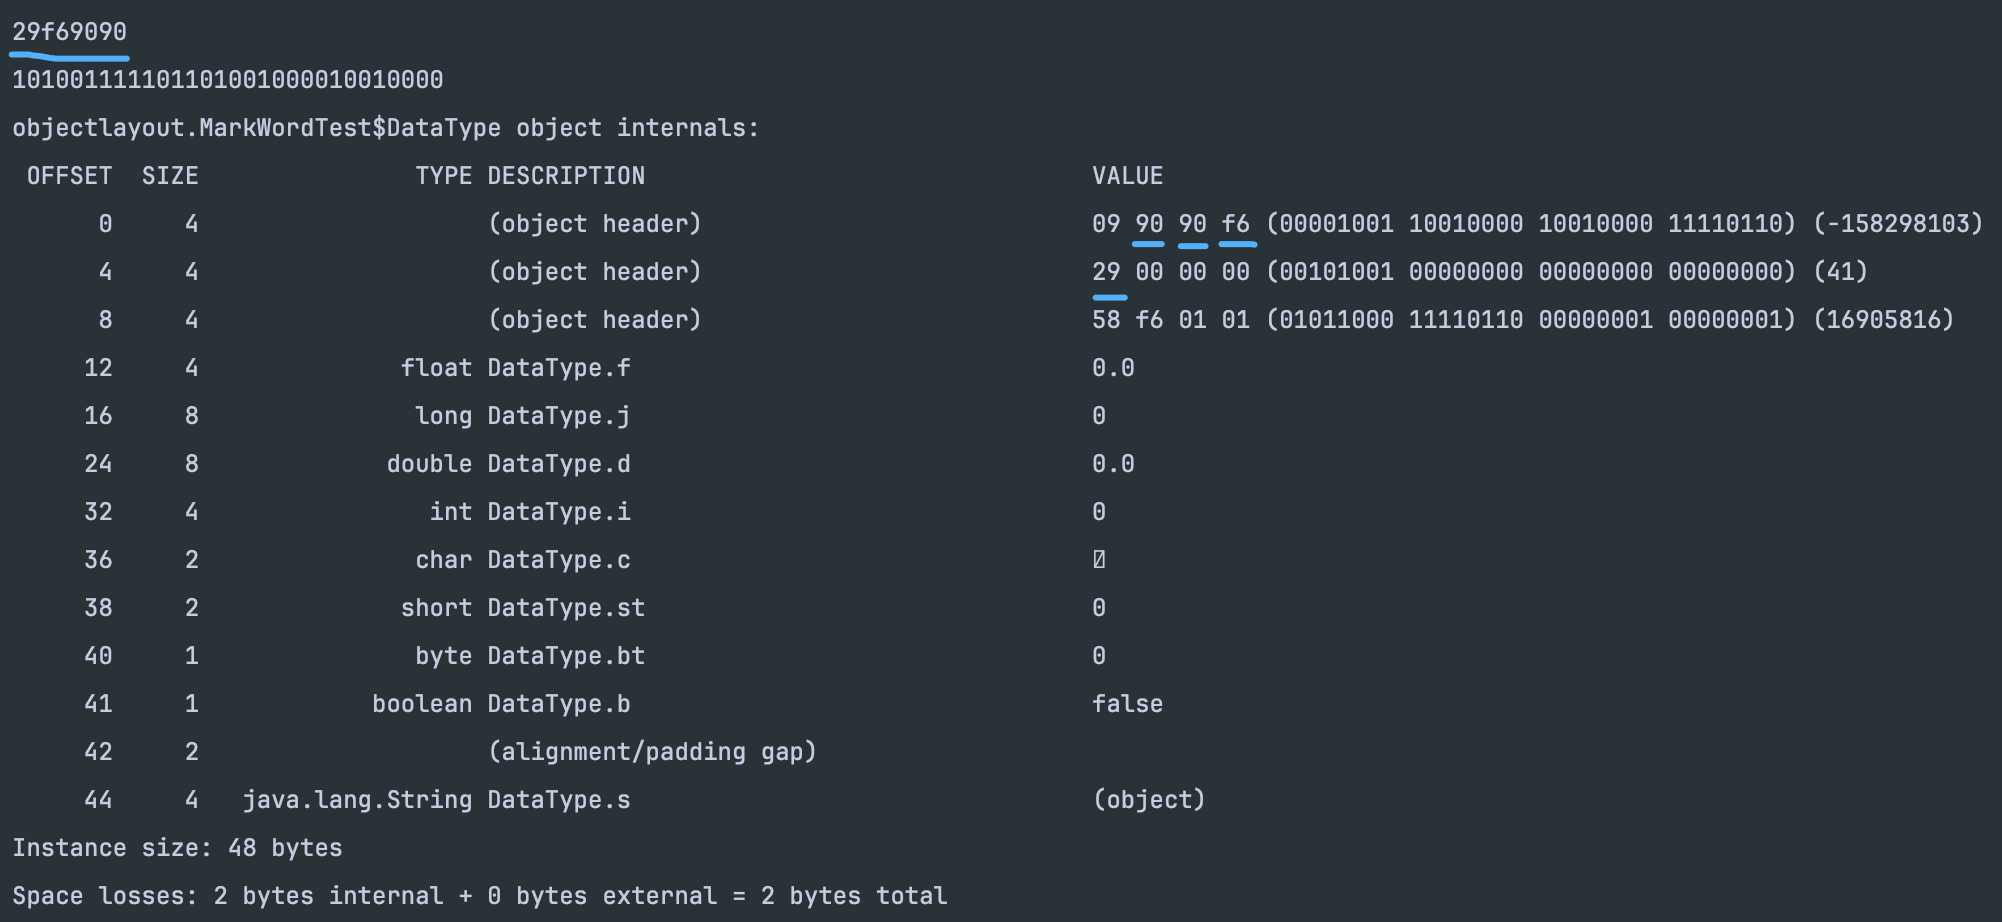 29f69090
101001111101101001000010010000
objectlayout.MarkWordTest$DataType object internals:
OFFSET SIZE TYPE DESCRIPTION VALUE
0 4 (object header) 09 90 90 f6 (00001001 10010000 10010000 11110110) (-158298103)
4 4 (object header) 29 00 00 00 (00101001 00000000 00000000 00000000) (41)
8 4 (object header) 58 f6 01 01 (01011000 11110110 00000001 00000001) (16905816)
12 4 float DataType.f 0.0
16 8 long DataType.j 0
24 8 double DataType.d 0.0
32 4 int DataType.i 0
36 2 char DataType.c
38 2 short DataType.st 0
40 1 byte DataType.bt 0
41 1 boolean DataType.b false
42 2 (alignment/padding gap)
44 4 java.lang.String DataType.s (object)
Instance size: 48 bytes
Space losses: 2 bytes internal + 0 bytes external = 2 bytes total